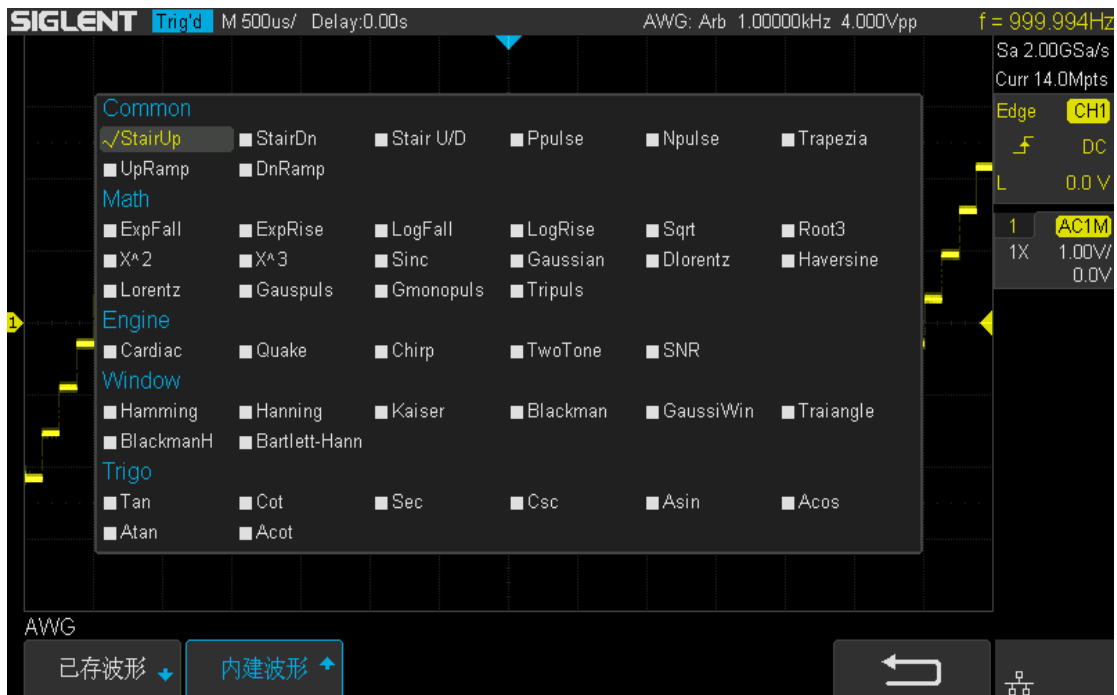 SIGLENT Trig'd M 500us/ Delay:0.00s AWG: Arb 1.00000kHz 4.000Vpp f = 999.994Hz
Sa 2.00GSa/s
Curr 14.0Mpts
Edge CH1
DC
L 0.0 V
1 AC1M
1X 1.00V/
0.0V
Common
StairUp StairDn Stair U/D Ppulse Npulse Trapezia
UpRamp DnRamp
Math
ExpFall ExpRise LogFall LogRise Sqrt Root3
X^2 X^3 Sinc Gaussian Dlorentz Haversine
Lorentz Gauspuls Gmonopuls Tripuls
Engine
1
Cardiac Quake Chirp TwoTone SNR
Window
Hamming Hanning Kaiser Blackman GaussiWin Traiangle
BlackmanH Bartlett-Hann
Trigo
Tan Cot Sec Csc Asin Acos
Atan Acot
AWG
已存波形 内建波形